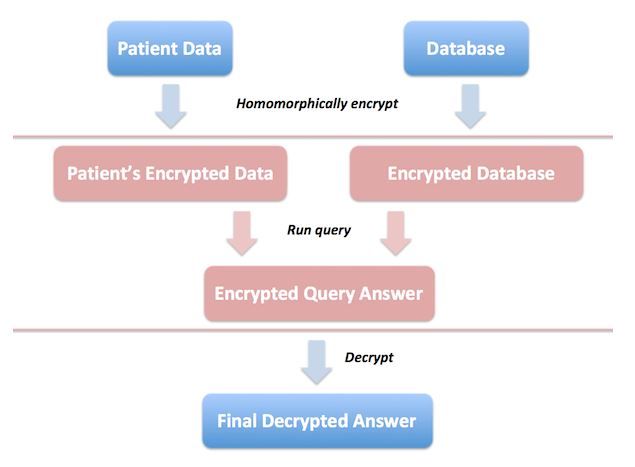 Patient Data
Database
Homomorphically encrypt
Patient's Encrypted Data
Encrypted Database
Run query
Encrypted Query Answer
Decrypt
Final Decrypted Answer